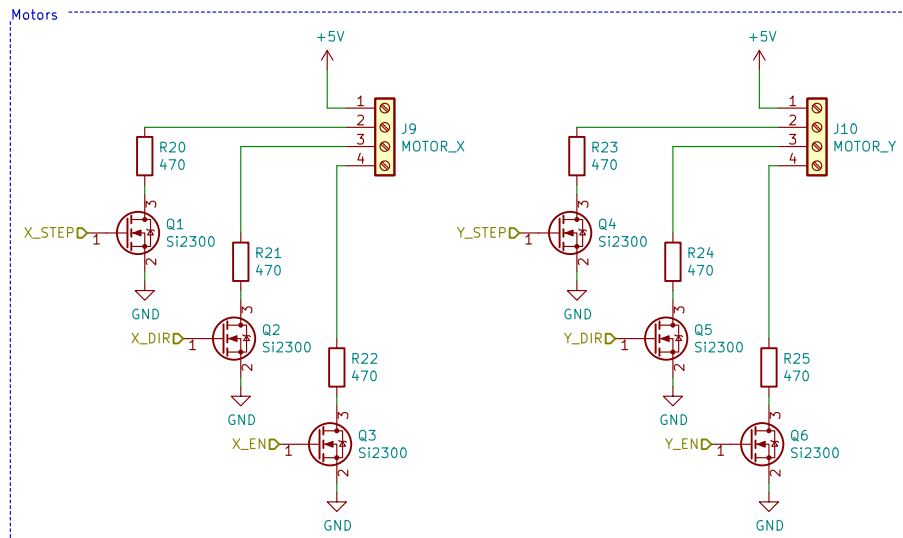 Motors
+5V
+5V
1
2
3
4
J9
MOTOR_X
1
2
3
4
J10
MOTOR_Y
R20
470
R23
470
X_STEP
1
3
2
Q1
Si2300
Y_STEP
1
3
2
Q4
Si2300
R21
470
R24
470
GND
GND
X_DIR
1
3
2
Q2
Si2300
Y_DIR
1
3
2
Q5
Si2300
R22
470
R25
470
GND
GND
X_EN
1
3
2
Q3
Si2300
Y_EN
1
3
2
Q6
Si2300
GND
GND